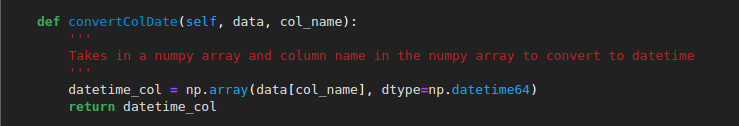 def convertColDate(self, data, col_name):
'''
Takes in a numpy array and column name in the numpy array to convert to datetime
'''
datetime_col = np.array(data[col_name], dtype=np.datetime64)
return datetime_col